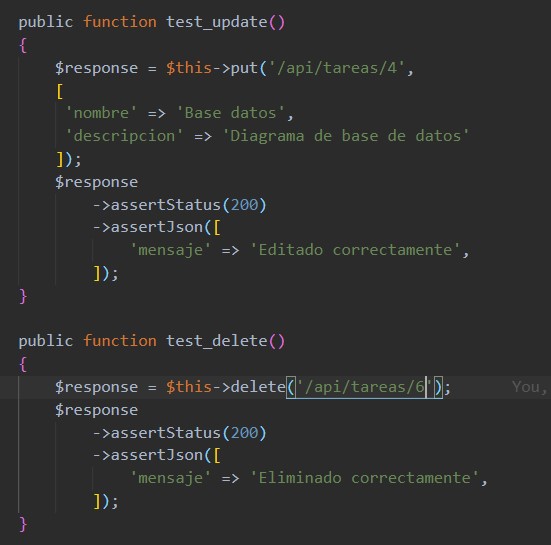 public function test_update()
{
$response = $this->put('/api/tareas/4',
[
'nombre' => 'Base datos',
'descripcion' => 'Diagrama de base de datos'
]);
$response
->assertStatus(200)
->assertJson([
'mensaje' => 'Editado correctamente',
]);
}
public function test_delete()
{
$response = $this->delete('/api/tareas/6'); You,
$response
->assertStatus(200)
->assertJson([
'mensaje' => 'Eliminado correctamente',
]);
}